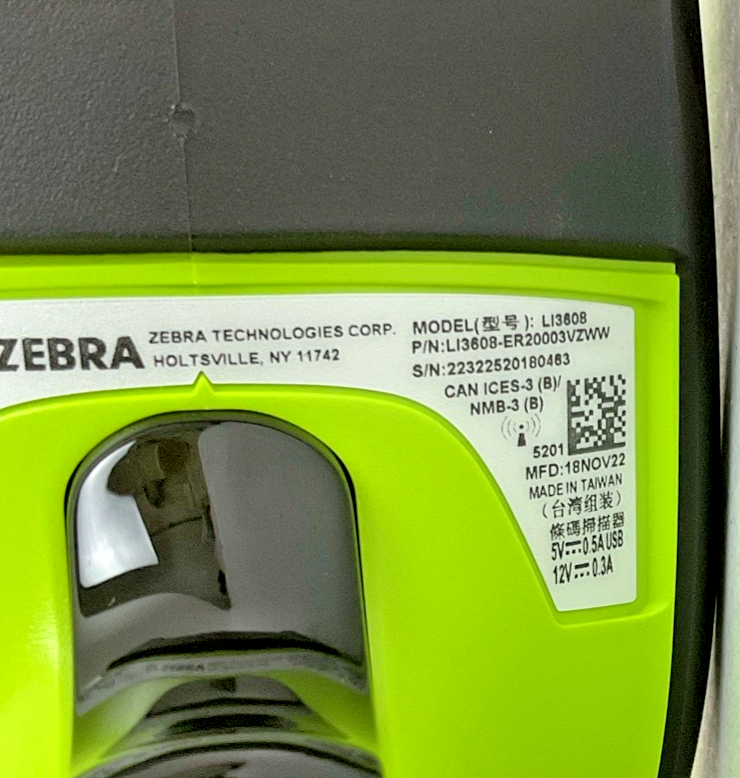 ZEBRA
ZEBRA TECHNOLOGIES CORP.
HOLTSVILLE, NY 11742
MODEL(型号): LI3608
P/N:LI3608-ER20003VZWW
S/N:22322520180463
CAN ICES-3 (B)/
NMB-3 (B)
5201
MFD:18NOV22
MADE IN TAIWAN
(台湾组装)
條碼掃描器
5V⎓0.5A USB
12V⎓0.3A